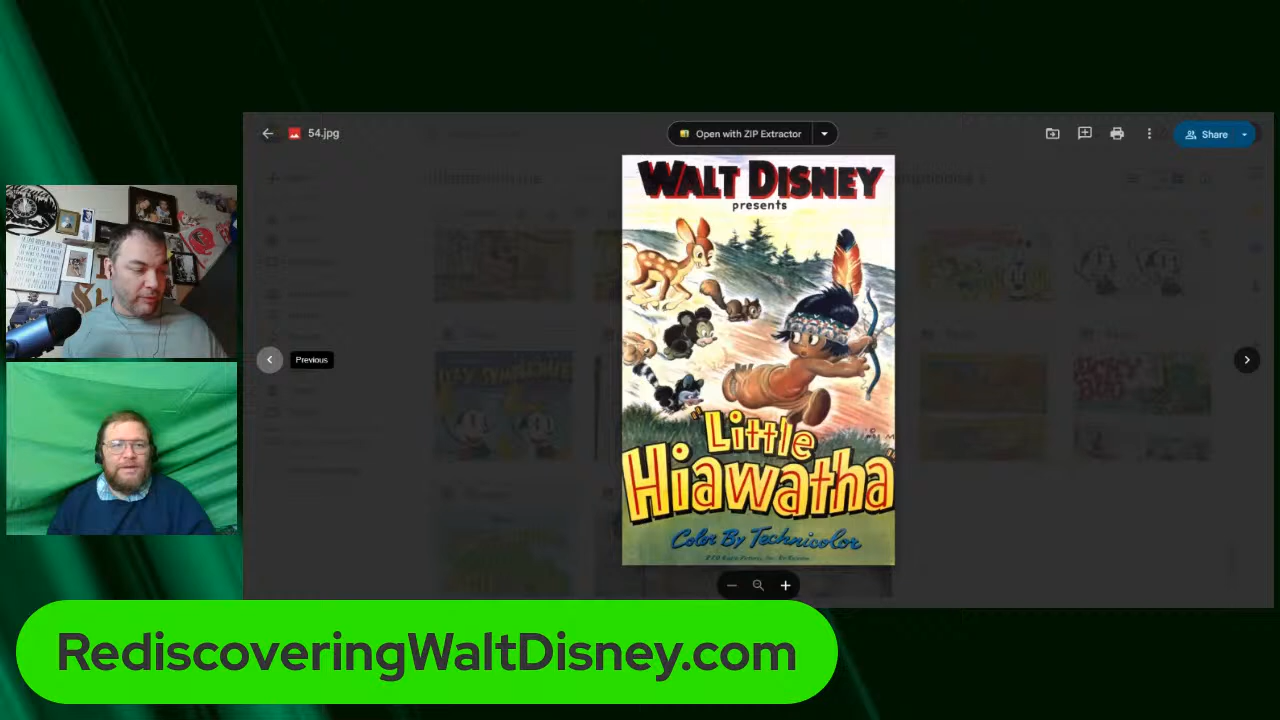 54.jpg
Open with ZIP Extractor
Share
WALT DISNEY
presents
Previous
"Little
Hiawatha"
Color By Technicolor
RediscoveringWaltDisney.com